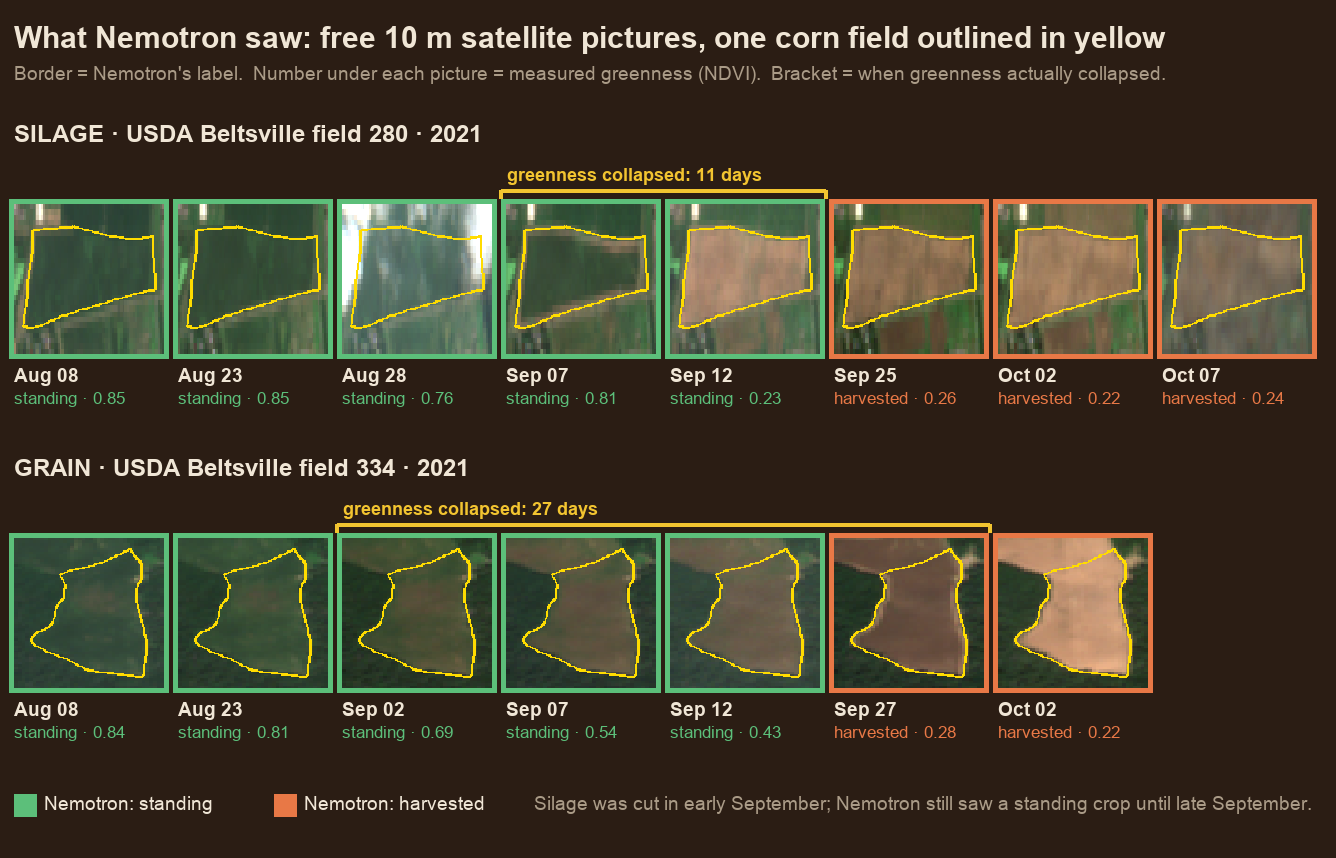 What Nemotron saw: free 10 m satellite pictures, one corn field outlined in yellow
Border = Nemotron's label.  Number under each picture = measured greenness (NDVI).  Bracket = when greenness actually collapsed.
SILAGE · USDA Beltsville field 280 · 2021
greenness collapsed: 11 days
Aug 08 Aug 23 Aug 28 Sep 07 Sep 12 Sep 25 Oct 02 Oct 07
standing · 0.85 standing · 0.85 standing · 0.76 standing · 0.81 standing · 0.23 harvested · 0.26 harvested · 0.22 harvested · 0.24
GRAIN · USDA Beltsville field 334 · 2021
greenness collapsed: 27 days
Aug 08 Aug 23 Sep 02 Sep 07 Sep 12 Sep 27 Oct 02
standing · 0.84 standing · 0.81 standing · 0.69 standing · 0.54 standing · 0.43 harvested · 0.28 harvested · 0.22
Nemotron: standing Nemotron: harvested Silage was cut in early September; Nemotron still saw a standing crop until late September.